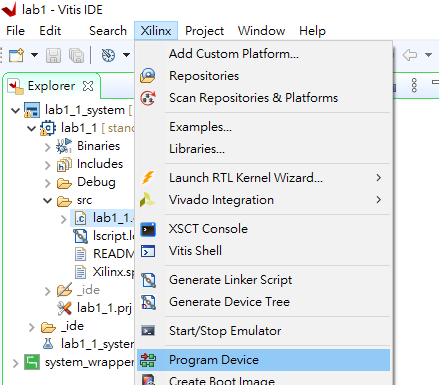 lab1 - Vitis IDE
File Edit Search Xilinx Project Window Help
Explorer
lab1_1_system [
lab1_1 [ stand
Binaries
Includes
Debug
src
lab1_1.
lscript.l
READM
Xilinx.sp
_ide
lab1_1.prj
_ide
lab1_1_system
system_wrapper
Add Custom Platform...
Repositories
Scan Repositories & Platforms
Examples...
Libraries...
Launch RTL Kernel Wizard...
Vivado Integration
XSCT Console
Vitis Shell
Generate Linker Script
Generate Device Tree
Start/Stop Emulator
Program Device
Create Boot Image